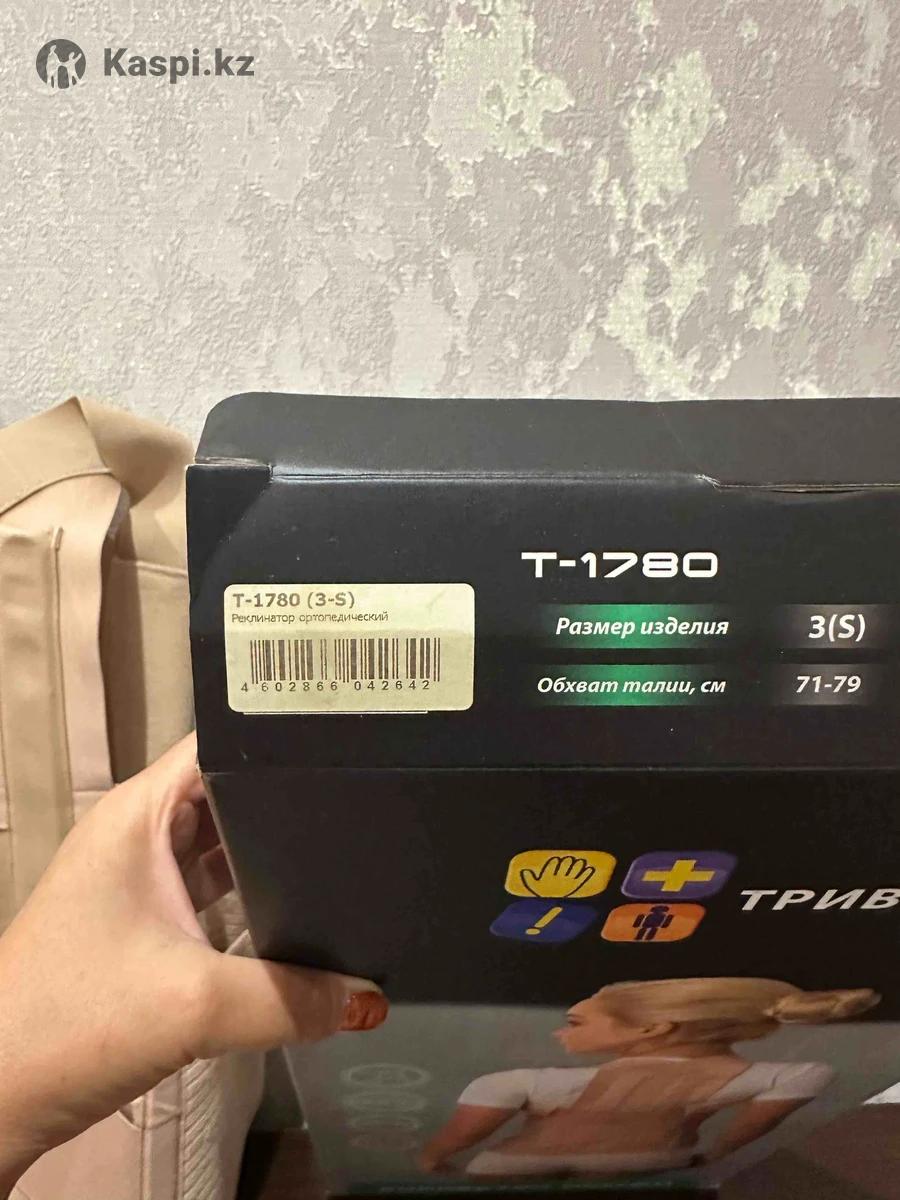 Kaspi.kz
T-1780
T-1780 (3-S)
Реклинатор ортопедический
4 602866 042642
Размер изделия 3(S)
Обхват талии, см 71-79
ТРИВ